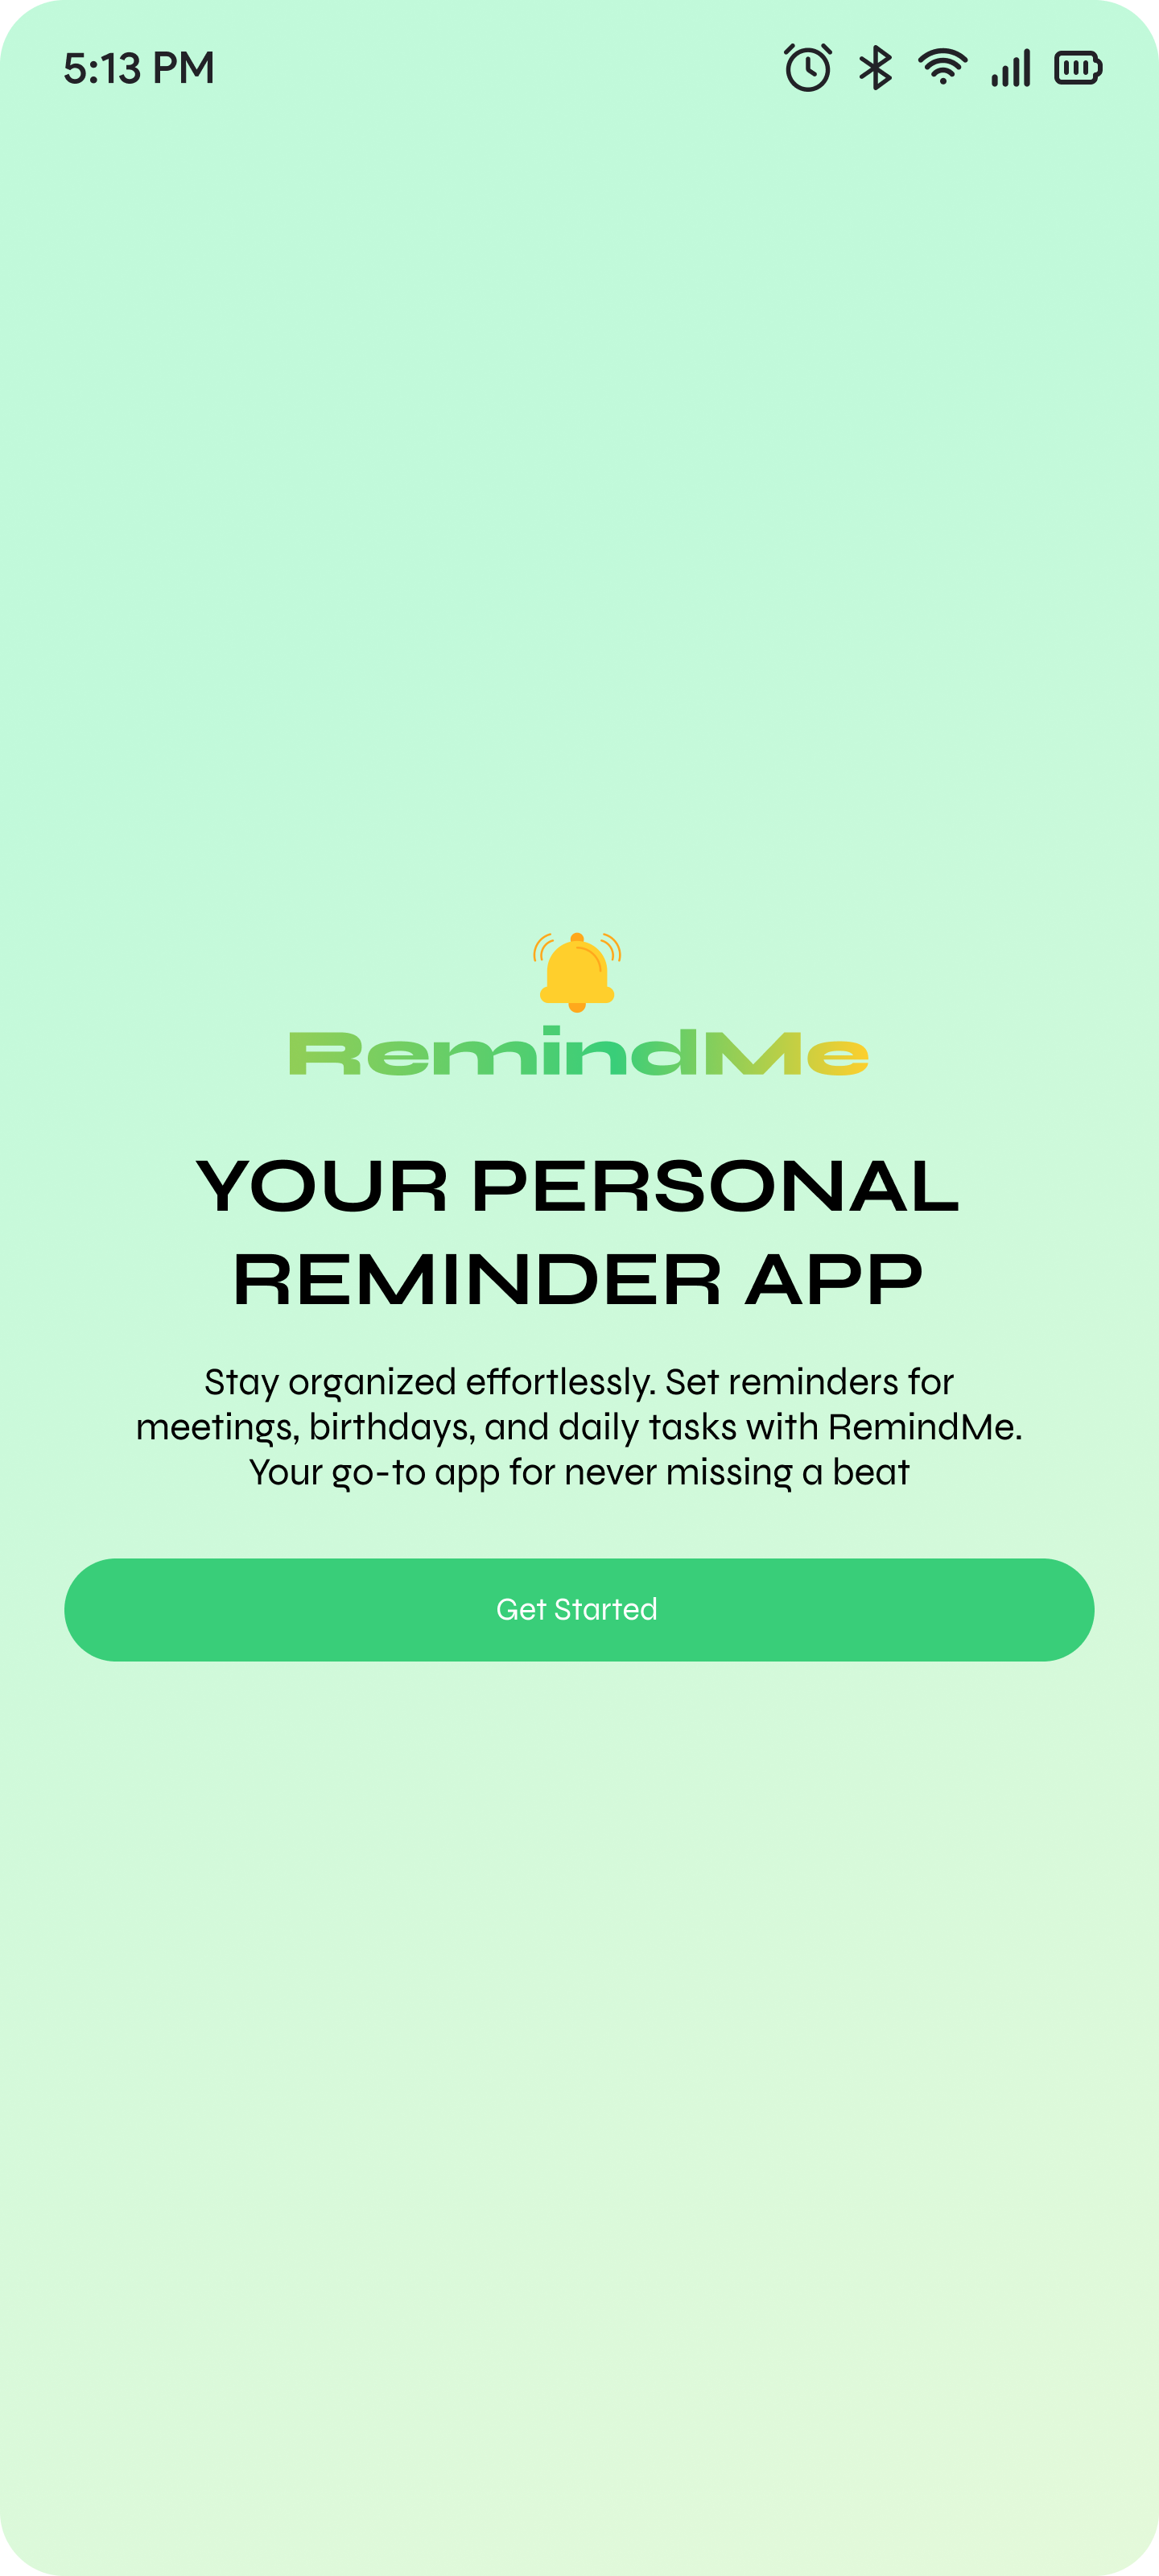 5:13 PM
RemindMe
YOUR PERSONAL
REMINDER APP
Stay organized effortlessly. Set reminders for
meetings, birthdays, and daily tasks with RemindMe.
Your go-to app for never missing a beat
Get Started